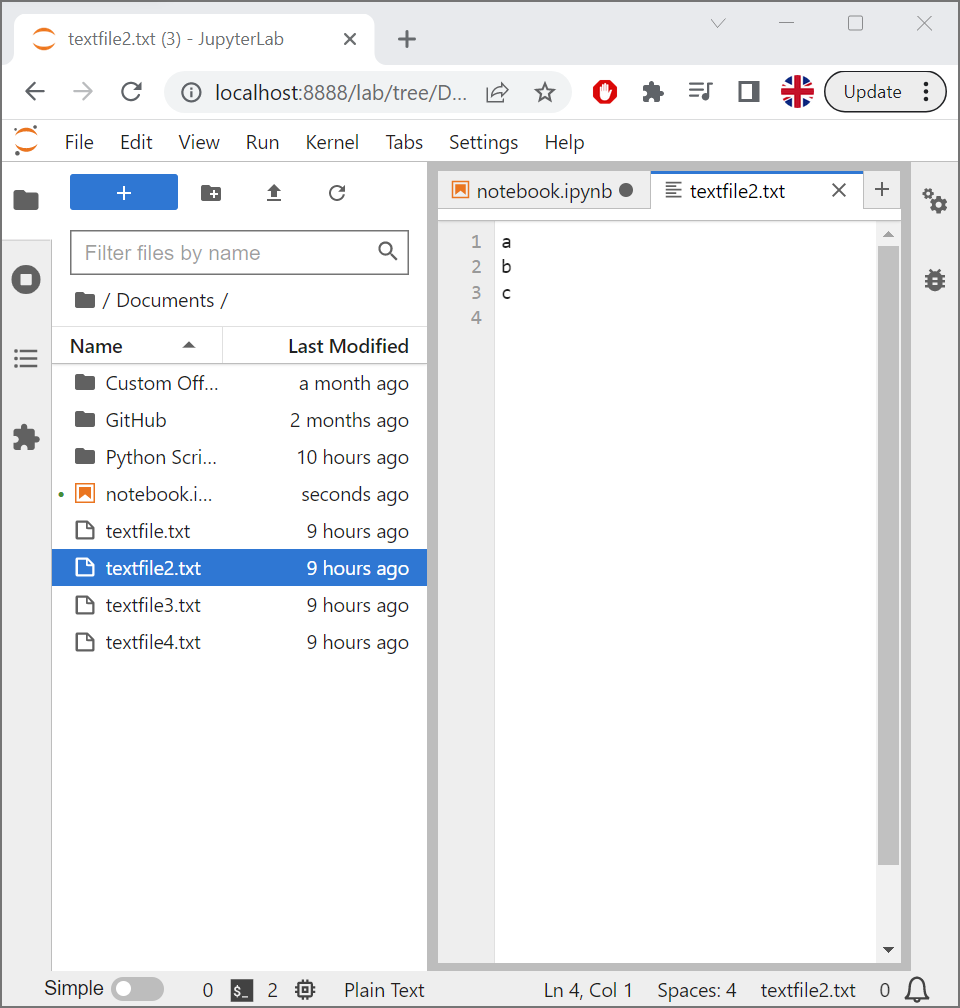 textfile2.txt (3) - JupyterLab
localhost:8888/lab/tree/D...
Update
File Edit View Run Kernel Tabs Settings Help
+
Filter files by name
/ Documents /
Name Last Modified
Custom Off... a month ago
GitHub 2 months ago
Python Scri... 10 hours ago
notebook.i... seconds ago
textfile.txt 9 hours ago
textfile2.txt 9 hours ago
textfile3.txt 9 hours ago
textfile4.txt 9 hours ago
notebook.ipynb textfile2.txt
1 a
2 b
3 c
4
Simple 0 $_ 2 Plain Text Ln 4, Col 1 Spaces: 4 textfile2.txt 0